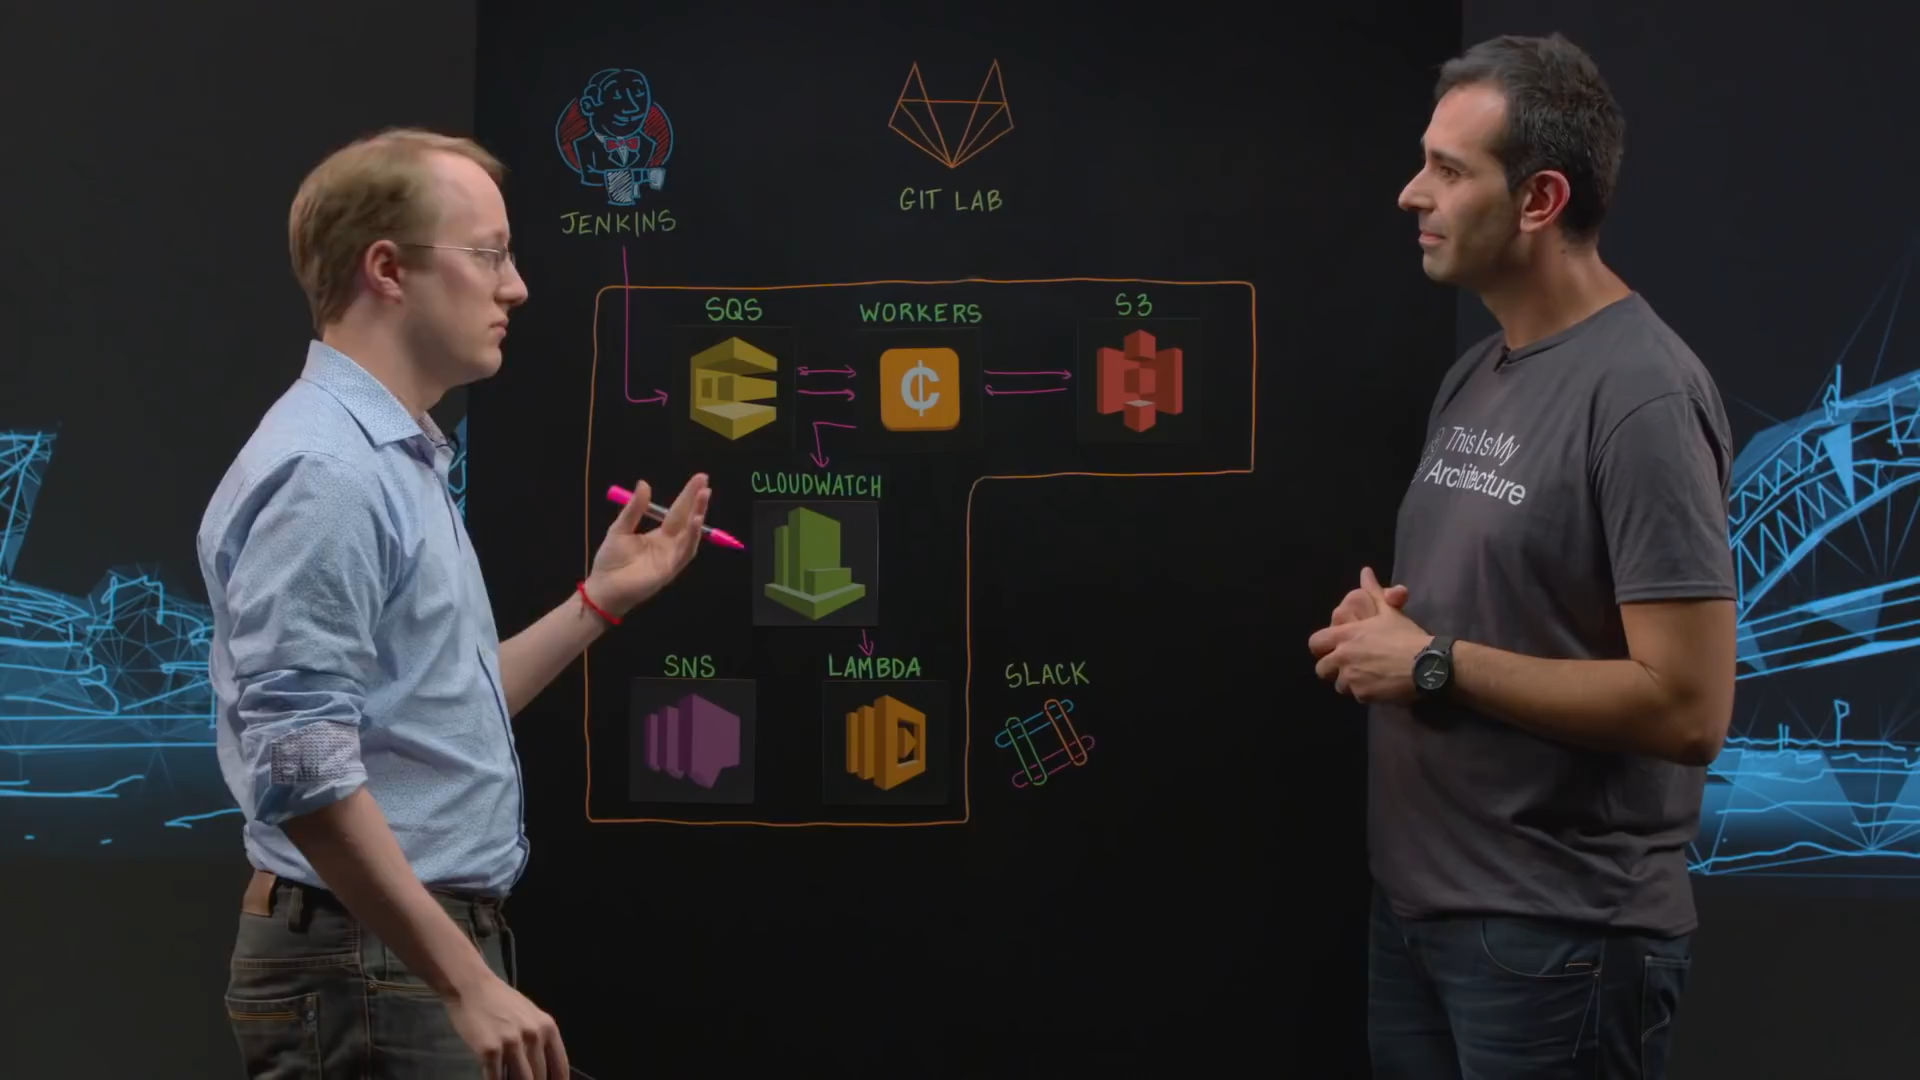 JENKINS
GIT LAB
SQS
WORKERS
S3
₵
CLOUDWATCH
SNS
LAMBDA
SLACK
This Is My
Architecture